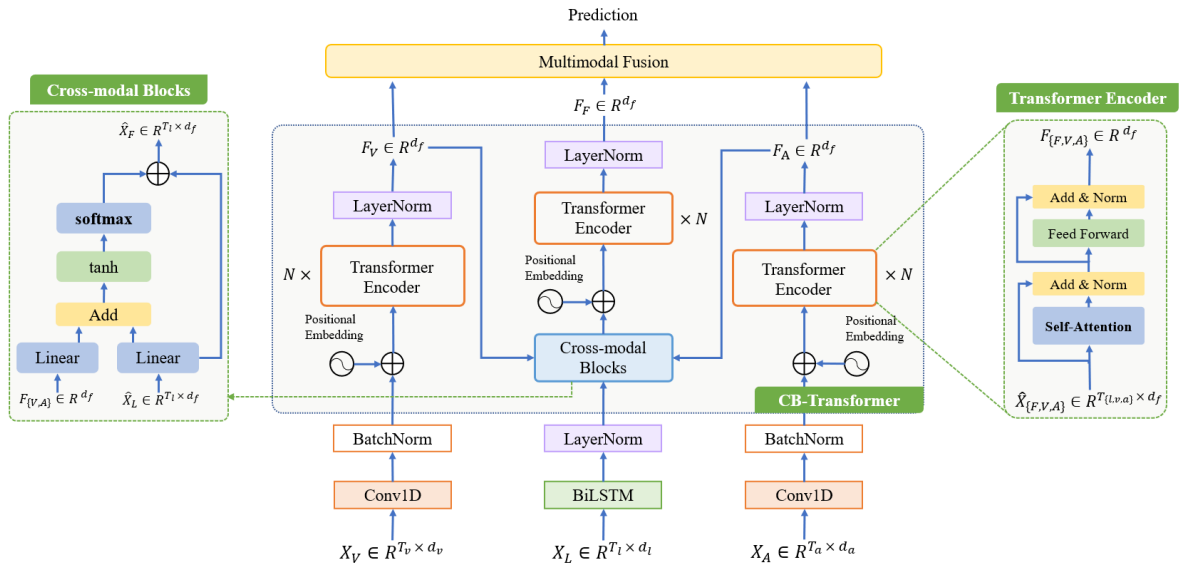 Prediction
Multimodal Fusion
Cross-modal Blocks
X̂_F ∈ R^{T_l × d_f}
softmax
tanh
Add
Linear
Linear
F_{V,A} ∈ R^{d_f}
X̂_L ∈ R^{T_l × d_f}
F_V ∈ R^{d_f}
F_F ∈ R^{d_f}
F_A ∈ R^{d_f}
LayerNorm
LayerNorm
LayerNorm
N ×
Transformer
Encoder
Transformer
Encoder
× N
Transformer
Encoder
× N
Positional
Embedding
Positional
Embedding
Positional
Embedding
Cross-modal
Blocks
CB-Transformer
BatchNorm
LayerNorm
BatchNorm
Conv1D
BiLSTM
Conv1D
X_V ∈ R^{T_v × d_v}
X_L ∈ R^{T_l × d_l}
X_A ∈ R^{T_a × d_a}
Transformer Encoder
F_{F,V,A} ∈ R^{d_f}
Add & Norm
Feed Forward
Add & Norm
Self-Attention
X̂_{F,V,A} ∈ R^{T_{l,v,a} × d_f}